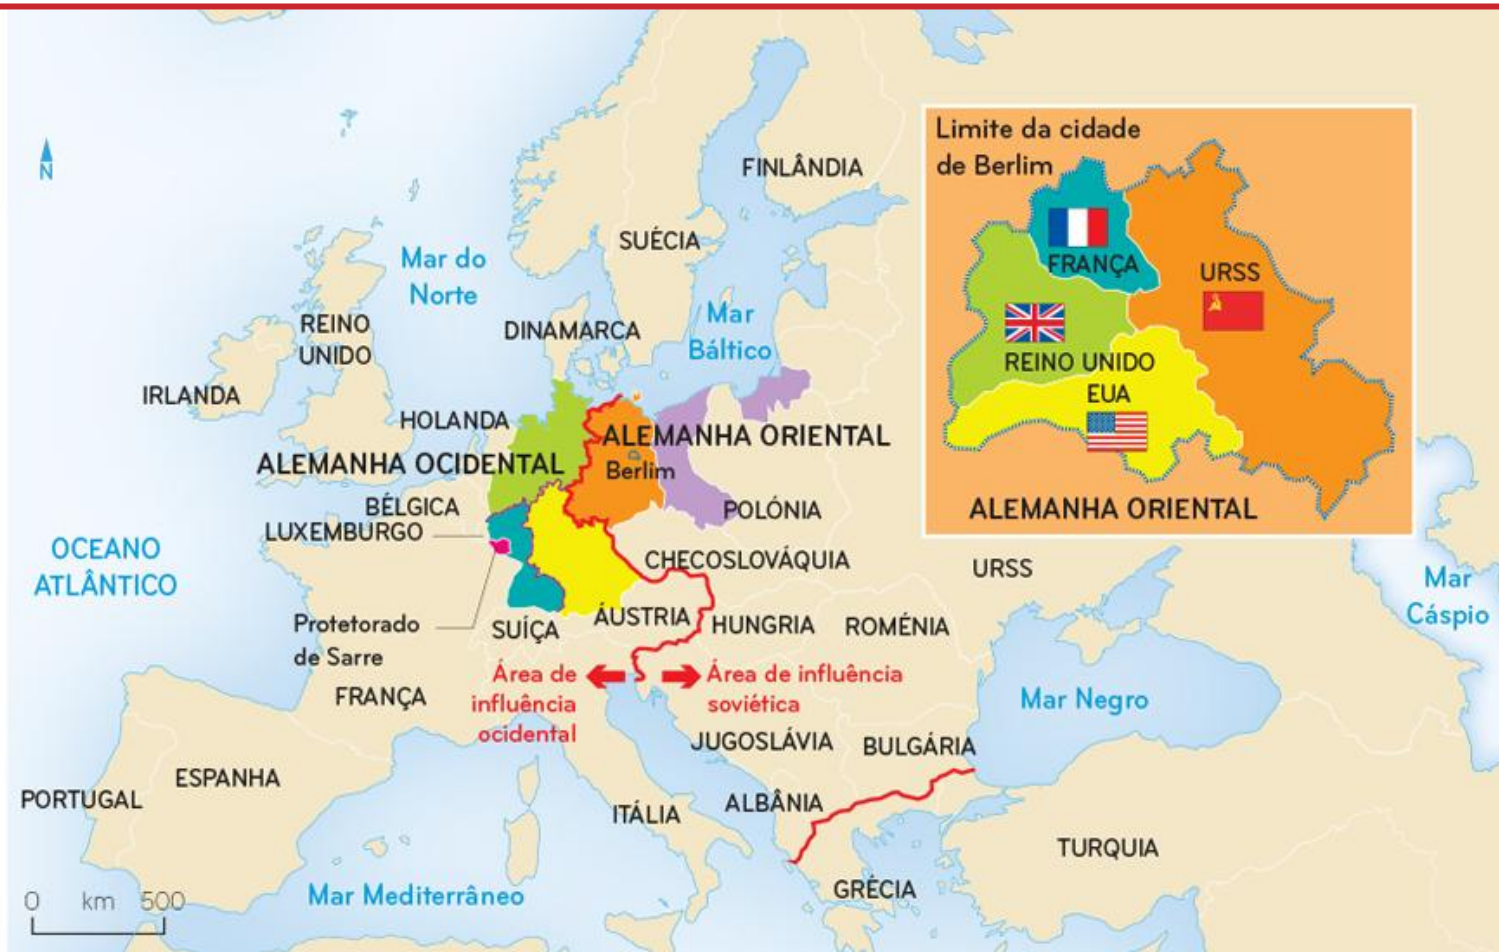 Limite da cidade
de Berlim
FRANÇA
URSS
REINO UNIDO
EUA
ALEMANHA ORIENTAL
N
FINLÂNDIA
SUÉCIA
Mar do
Norte
REINO
UNIDO
DINAMARCA
Mar
Báltico
IRLANDA
HOLANDA
ALEMANHA ORIENTAL
ALEMANHA OCIDENTAL
Berlim
BÉLGICA
POLÓNIA
LUXEMBURGO
OCEANO
ATLÂNTICO
CHECOSLOVÁQUIA
URSS
Mar
Cáspio
Protetorado
de Sarre
SUÍÇA
ÁUSTRIA
HUNGRIA
ROMÉNIA
Área de
influência
ocidental
Área de influência
soviética
FRANÇA
Mar Negro
JUGOSLÁVIA
BULGÁRIA
ESPANHA
PORTUGAL
ITÁLIA
ALBÂNIA
TURQUIA
GRÉCIA
Mar Mediterrâneo
0 km 500